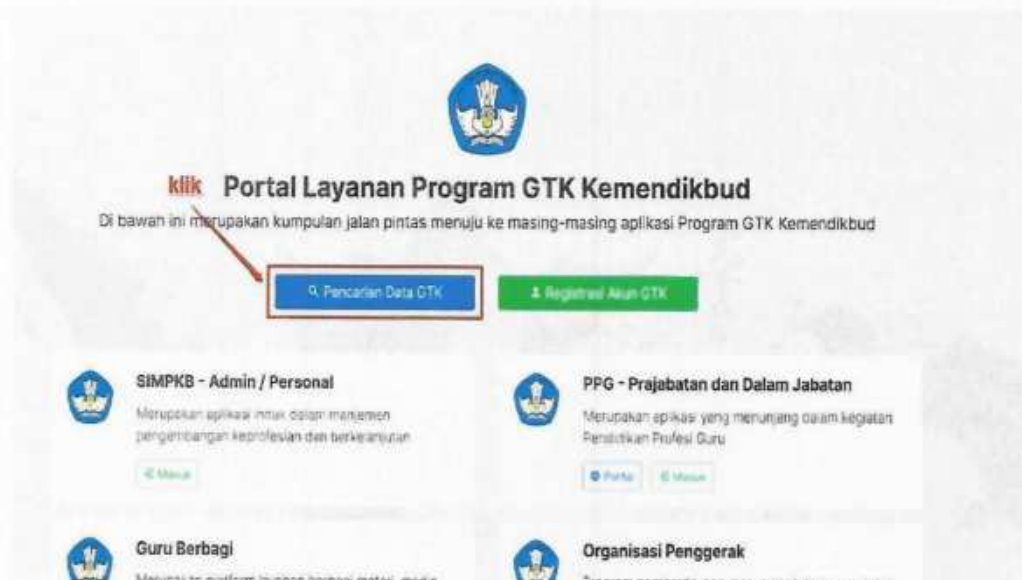 klik Portal Layanan Program GTK Kemendikbud
Di bawah ini merupakan kumpulan jalan pintas menuju ke masing-masing aplikasi Program GTK Kemendikbud
Pencarian Data GTK
Registrasi Akun GTK
SIMPKB - Admin / Personal
Merupakan aplikasi untuk dalam manajemen
pengembangan keprofesian dan berkelanjutan
Masuk
PPG - Prajabatan dan Dalam Jabatan
Merupakan aplikasi yang menunjang dalam kegiatan
Pendidikan Profesi Guru
Portal Masuk
Guru Berbagi
Organisasi Penggerak